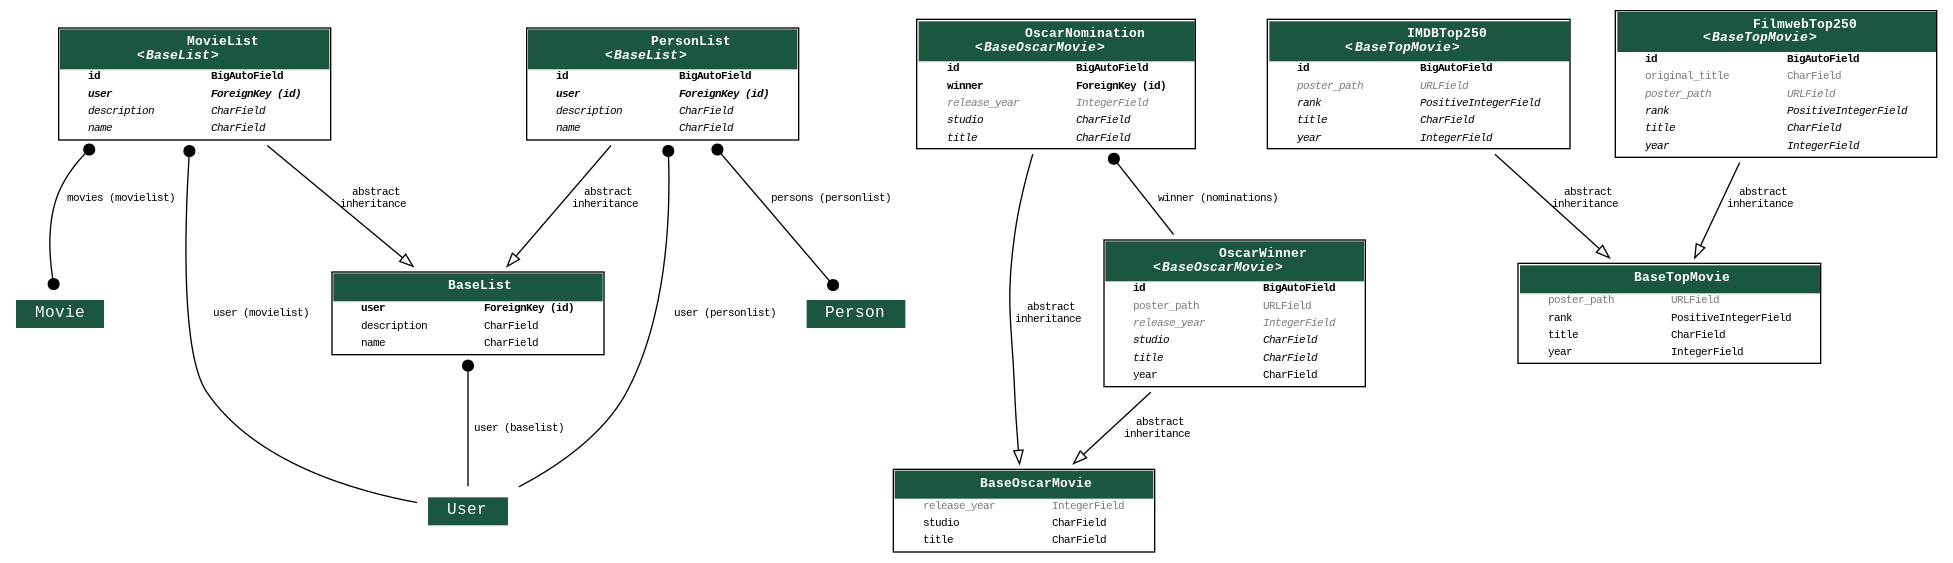 MovieList
<BaseList>
id BigAutoField
user ForeignKey (id)
description CharField
name CharField
PersonList
<BaseList>
id BigAutoField
user ForeignKey (id)
description CharField
name CharField
OscarNomination
<BaseOscarMovie>
id BigAutoField
winner ForeignKey (id)
release_year IntegerField
studio CharField
title CharField
IMDBTop250
<BaseTopMovie>
id BigAutoField
poster_path URLField
rank PositiveIntegerField
title CharField
year IntegerField
FilmwebTop250
<BaseTopMovie>
id BigAutoField
original_title CharField
poster_path URLField
rank PositiveIntegerField
title CharField
year IntegerField
movies (movielist)
abstract
inheritance
abstract
inheritance
persons (personlist)
winner (nominations)
abstract
inheritance
abstract
inheritance
Movie
user (movielist)
BaseList
user ForeignKey (id)
description CharField
name CharField
user (personlist)
Person
abstract
inheritance
OscarWinner
<BaseOscarMovie>
id BigAutoField
poster_path URLField
release_year IntegerField
studio CharField
title CharField
year CharField
BaseTopMovie
poster_path URLField
rank PositiveIntegerField
title CharField
year IntegerField
user (baselist)
abstract
inheritance
User
BaseOscarMovie
release_year IntegerField
studio CharField
title CharField